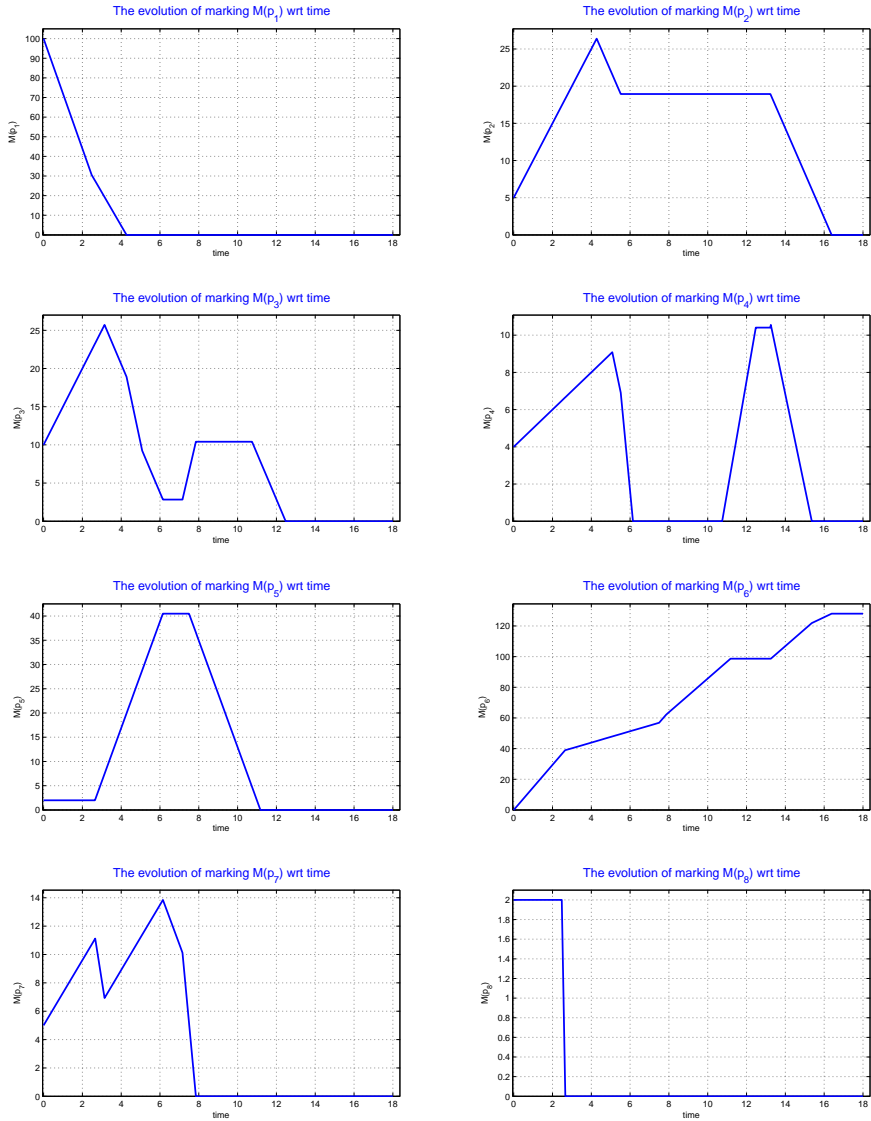 The evolution of marking M(p1) wrt time
100
90
80
70
60
50
40
30
20
10
0
M(p1)
0 2 4 6 8 10 12 14 16 18
time
The evolution of marking M(p2) wrt time
25
20
15
10
5
0
M(p2)
0 2 4 6 8 10 12 14 16 18
time
The evolution of marking M(p3) wrt time
25
20
15
10
5
0
M(p3)
0 2 4 6 8 10 12 14 16 18
time
The evolution of marking M(p4) wrt time
10
8
6
4
2
0
M(p4)
0 2 4 6 8 10 12 14 16 18
time
The evolution of marking M(p5) wrt time
40
35
30
25
20
15
10
5
0
M(p5)
0 2 4 6 8 10 12 14 16 18
time
The evolution of marking M(p6) wrt time
120
100
80
60
40
20
0
M(p6)
0 2 4 6 8 10 12 14 16 18
time
The evolution of marking M(p7) wrt time
14
12
10
8
6
4
2
0
M(p7)
0 2 4 6 8 10 12 14 16 18
time
The evolution of marking M(p8) wrt time
2
1.8
1.6
1.4
1.2
1
0.8
0.6
0.4
0.2
0
M(p8)
0 2 4 6 8 10 12 14 16 18
time